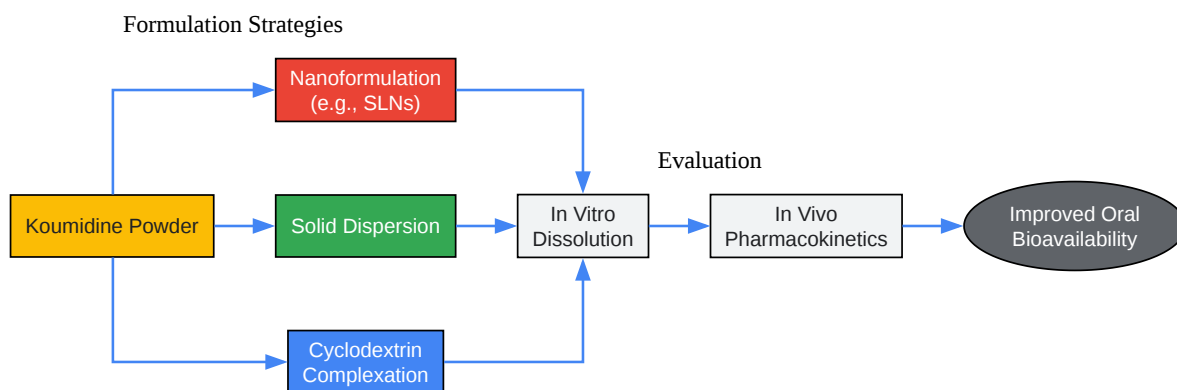 Formulation Strategies
Nanoformulation
(e.g., SLNs)
Evaluation
Koumidine Powder
Solid Dispersion
In Vitro
Dissolution
In Vivo
Pharmacokinetics
Improved Oral
Bioavailability
Cyclodextrin
Complexation